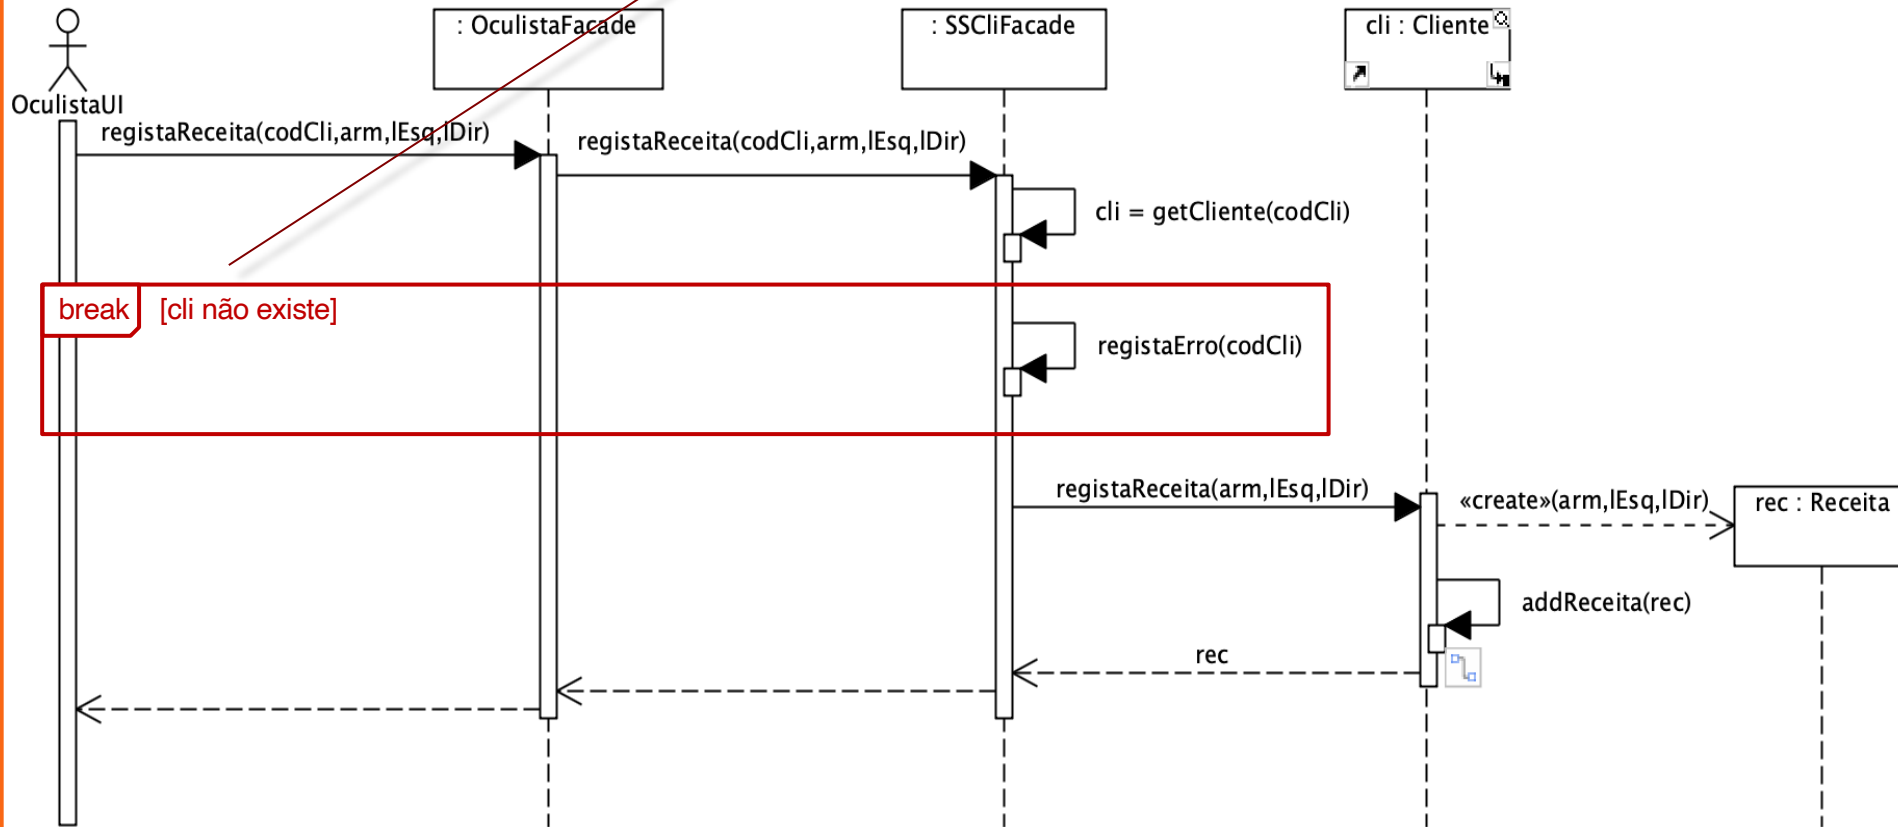 : OculistaFacade
: SSCliFacade
cli : Cliente
OculistaUI
registaReceita(codCli,arm,lEsq,lDir)
registaReceita(codCli,arm,lEsq,lDir)
cli = getCliente(codCli)
break [cli não existe]
registaErro(codCli)
registaReceita(arm,lEsq,lDir)
«create»(arm,lEsq,lDir)
rec : Receita
addReceita(rec)
rec